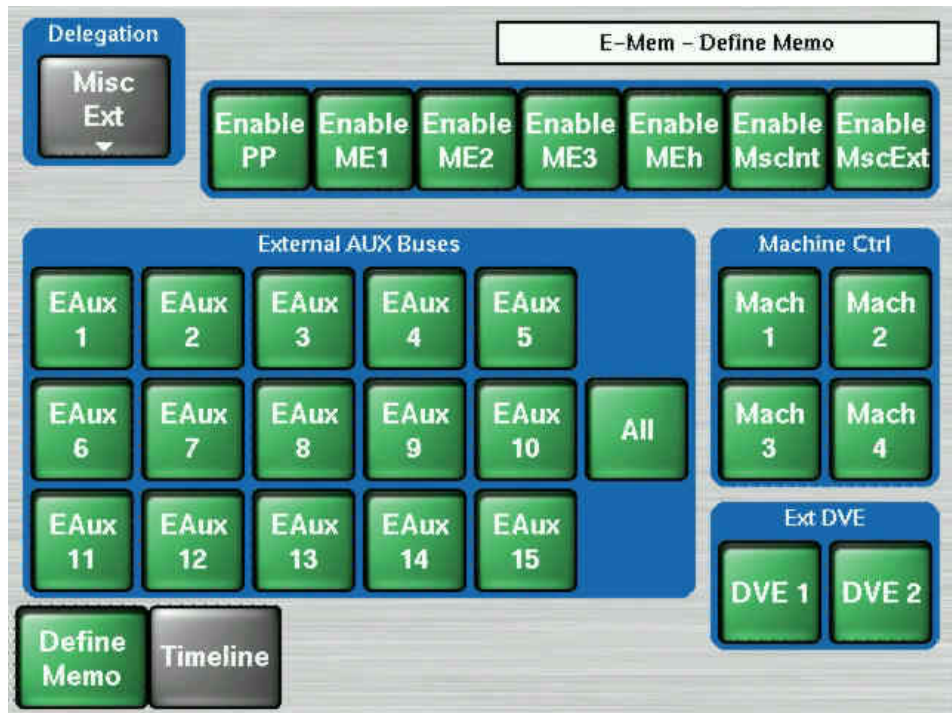 Delegation
E-Mem - Define Memo
Misc
Ext
Enable Enable Enable Enable Enable Enable Enable
PP ME1 ME2 ME3 MEh MscInt MscExt
External AUX Buses
Machine Ctrl
EAux EAux EAux EAux EAux
1 2 3 4 5
Mach Mach
1 2
EAux EAux EAux EAux EAux
6 7 8 9 10
All
Mach Mach
3 4
EAux EAux EAux EAux EAux
11 12 13 14 15
Ext DVE
DVE 1 DVE 2
Define
Memo
Timeline